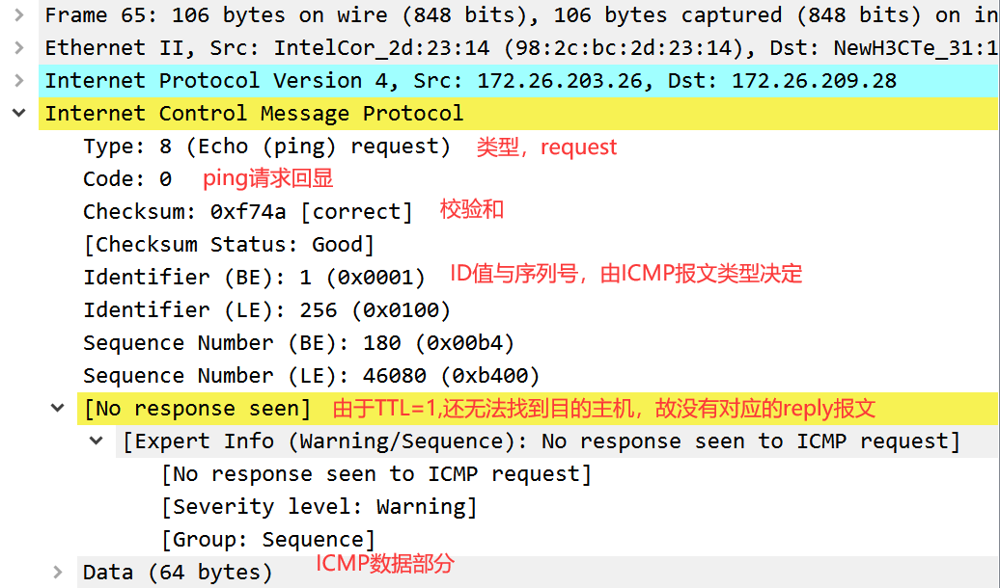 Frame 65: 106 bytes on wire (848 bits), 106 bytes captured (848 bits) on in
Ethernet II, Src: IntelCor_2d:23:14 (98:2c:bc:2d:23:14), Dst: NewH3CTe_31:1
Internet Protocol Version 4, Src: 172.26.203.26, Dst: 172.26.209.28
Internet Control Message Protocol
Type: 8 (Echo (ping) request) 类型，request
Code: 0 ping请求回显
Checksum: 0xf74a [correct] 校验和
[Checksum Status: Good]
Identifier (BE): 1 (0x0001) ID值与序列号，由ICMP报文类型决定
Identifier (LE): 256 (0x0100)
Sequence Number (BE): 180 (0x00b4)
Sequence Number (LE): 46080 (0xb400)
[No response seen] 由于TTL=1,还无法找到目的主机，故没有对应的reply报文
[Expert Info (Warning/Sequence): No response seen to ICMP request]
[No response seen to ICMP request]
[Severity level: Warning]
[Group: Sequence]
Data (64 bytes) ICMP数据部分